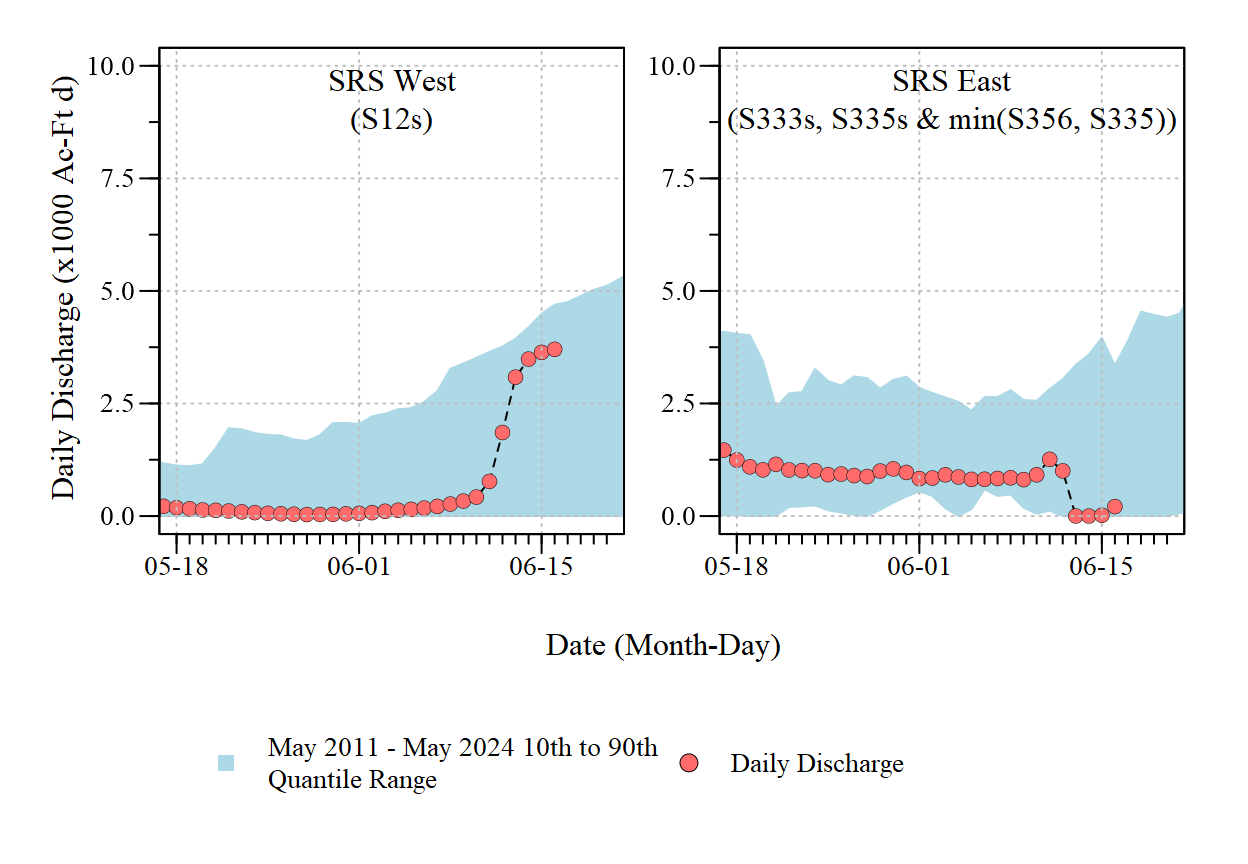 SRS West
(S12s)
10.0
7.5
5.0
2.5
0.0
05-18
06-01
06-15
Daily Discharge (x1000 Ac-Ft d)
SRS East
(S333s, S335s & min(S356, S335))
10.0
7.5
5.0
2.5
0.0
05-18
06-01
06-15
Date (Month-Day)
May 2011 - May 2024 10th to 90th
Quantile Range
Daily Discharge